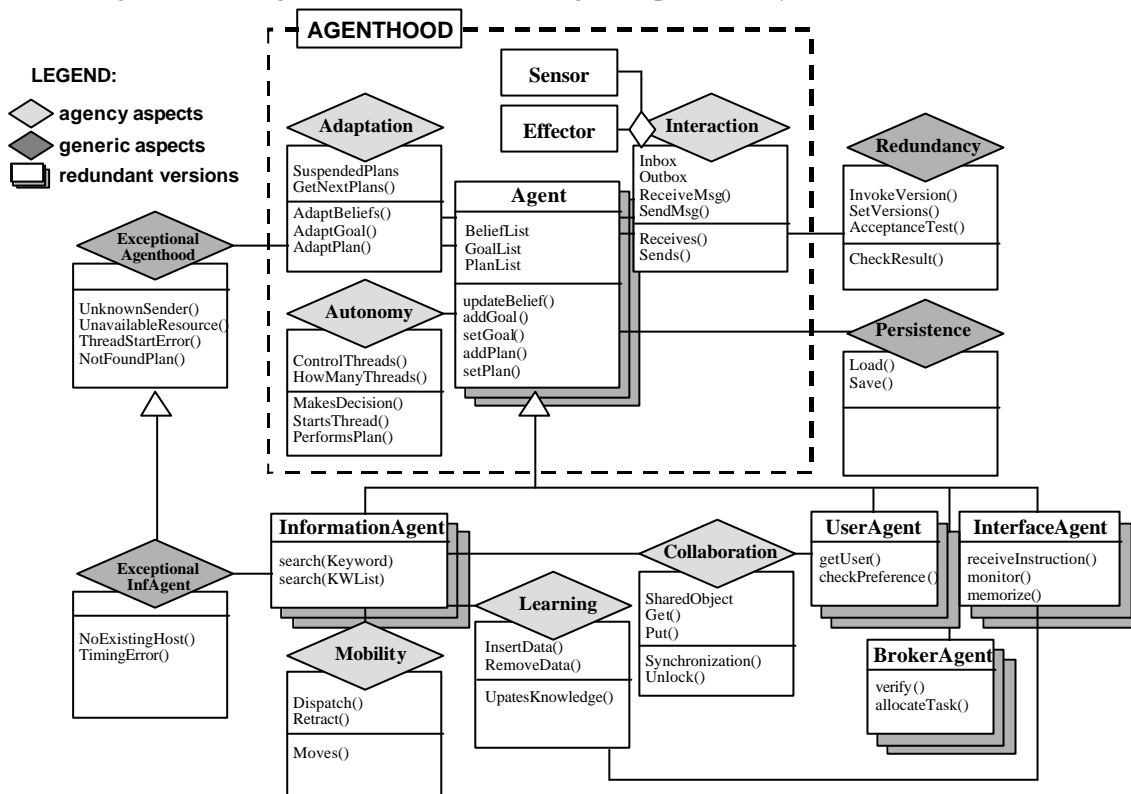 AGENTHOOD
LEGEND:
agency aspects
generic aspects
redundant versions
Sensor
Effector
Adaptation
SuspendedPlans
GetNextPlans()
AdaptBeliefs()
AdaptGoal()
AdaptPlan()
Interaction
Inbox
Outbox
ReceiveMsg()
SendMsg()
Receives()
Sends()
Redundancy
InvokeVersion()
SetVersions()
AcceptanceTest()
CheckResult()
Agent
BeliefList
GoalList
PlanList
updateBelief()
addGoal()
setGoal()
addPlan()
setPlan()
Exceptional
Agenthood
UnknownSender()
UnavailableResource()
ThreadStartError()
NotFoundPlan()
Autonomy
ControlThreads()
HowManyThreads()
MakesDecision()
StartsThread()
PerformsPlan()
Persistence
Load()
Save()
InformationAgent
search(Keyword)
search(KWList)
Exceptional
InfAgent
NoExistingHost()
TimingError()
Mobility
Dispatch()
Retract()
Moves()
Learning
InsertData()
RemoveData()
UpatesKnowledge()
Collaboration
SharedObject
Get()
Put()
Synchronization()
Unlock()
UserAgent
getUser()
checkPreference()
InterfaceAgent
receiveInstruction()
monitor()
memorize()
BrokerAgent
verify()
allocateTask()